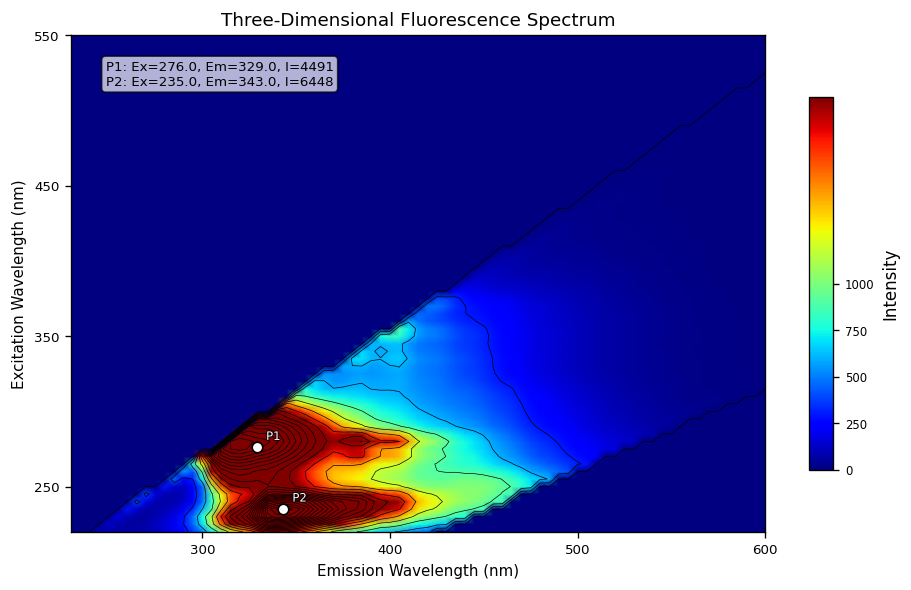 Three-Dimensional Fluorescence Spectrum
P1: Ex=276.0, Em=329.0, I=4491
P2: Ex=235.0, Em=343.0, I=6448
550
450
350
250
Excitation Wavelength (nm)
P1
P2
300
400
500
600
Emission Wavelength (nm)
1000
750
500
250
0
Intensity